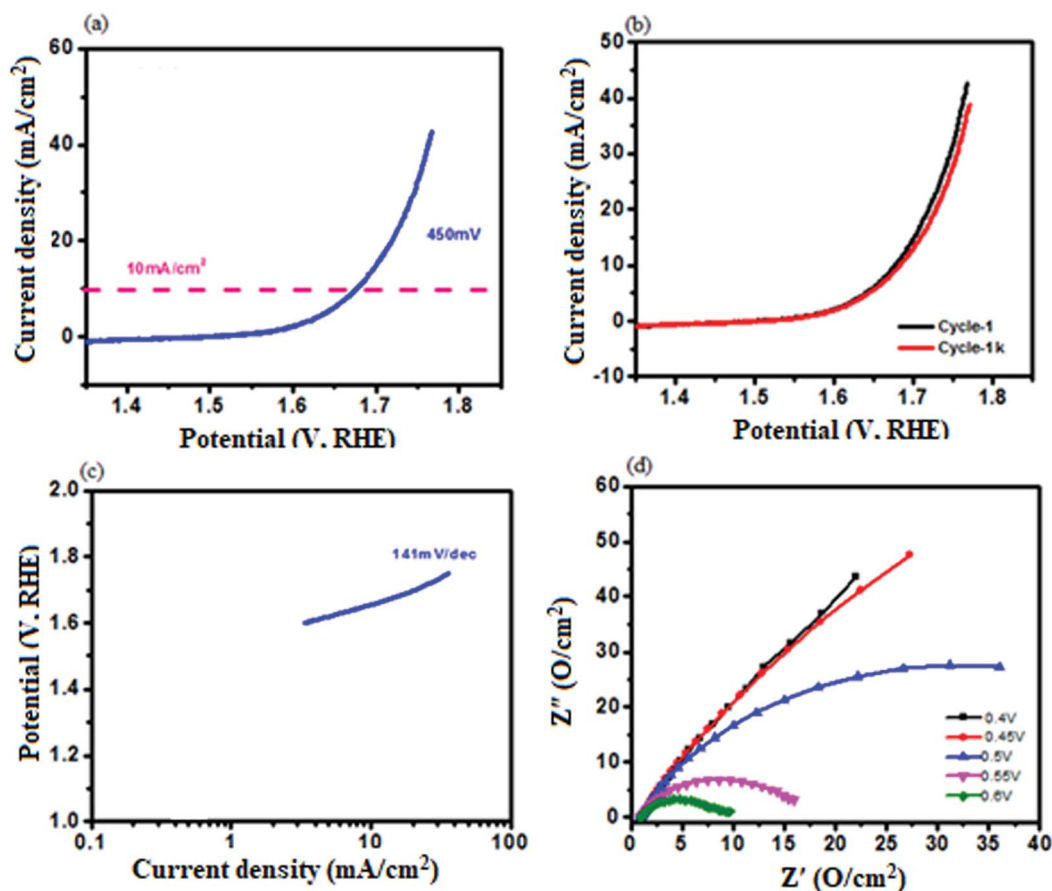 (a)
Current density (mA/cm²)
60
40
20
0
10mA/cm²
450mV
1.4
1.5
1.6
1.7
1.8
Potential (V. RHE)
(b)
Current density (mA/cm²)
50
40
30
20
10
0
-10
Cycle-1
Cycle-1k
1.4
1.5
1.6
1.7
1.8
Potential (V. RHE)
(c)
Potential (V. RHE)
2.0
1.8
1.6
1.4
1.2
1.0
141mV/dec
0.1
1
10
100
Current density (mA/cm²)
(d)
Z″ (O/cm²)
60
50
40
30
20
10
0
0.4V
0.45V
0.5V
0.55V
0.6V
0
5
10
15
20
25
30
35
40
Z′ (O/cm²)